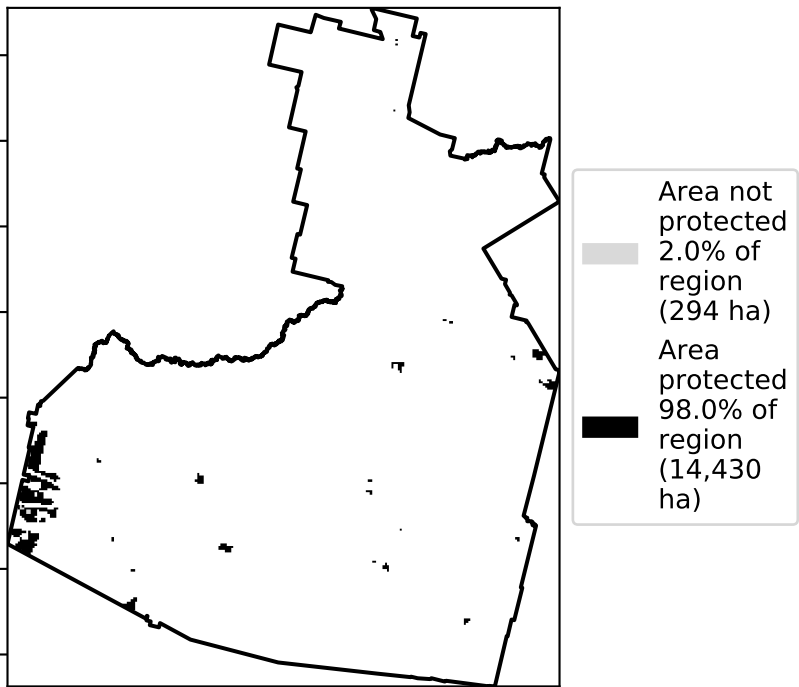 Area not
protected
2.0% of
region
(294 ha)
Area
protected
98.0% of
region
(14,430
ha)